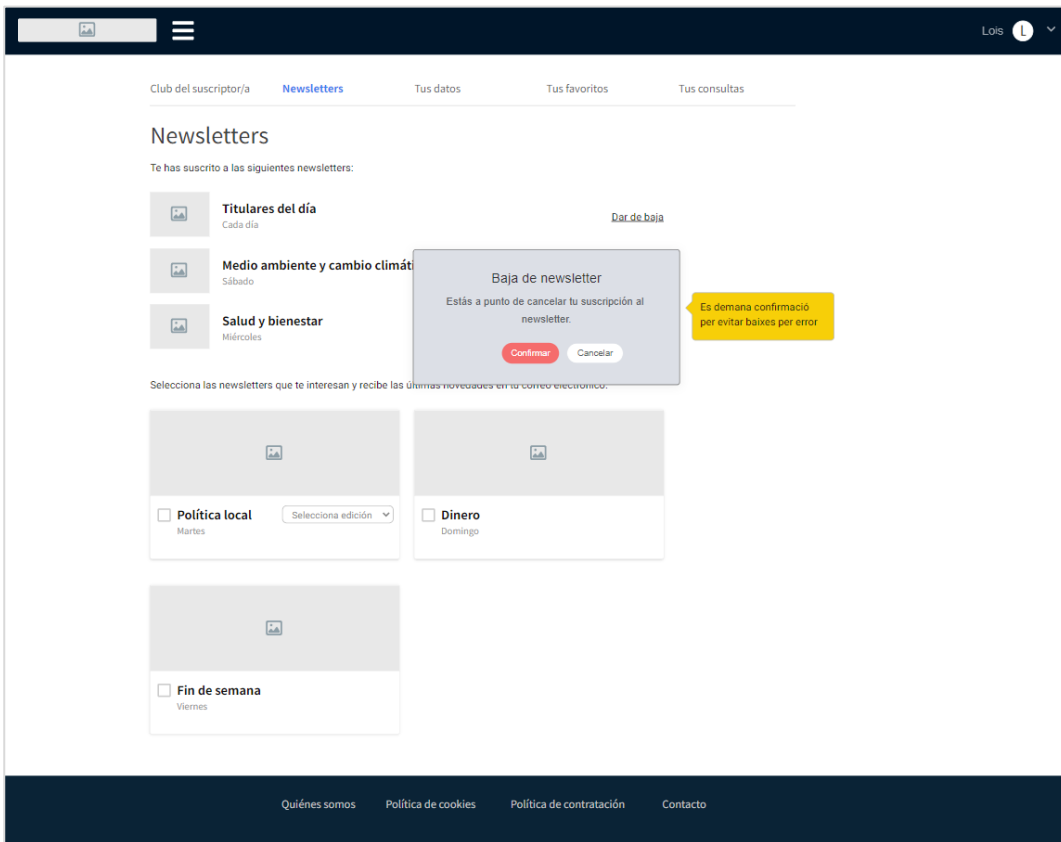 Lois L
Club del suscriptor/a Newsletters Tus datos Tus favoritos Tus consultas
Newsletters
Te has suscrito a las siguientes newsletters:
Titulares del día
Cada día
Dar de baja
Medio ambiente y cambio climáti
Sábado
Salud y bienestar
Miércoles
Baja de newsletter
Estás a punto de cancelar tu suscripción al
newsletter.
Confirmar Cancelar
Es demana confirmació
per evitar baixes per error
Selecciona las newsletters que te interesan y recibe las últimas novedades en tu correo electrónico:
Política local Selecciona edición
Martes
Dinero
Domingo
Fin de semana
Viernes
Quiénes somos Política de cookies Política de contratación Contacto